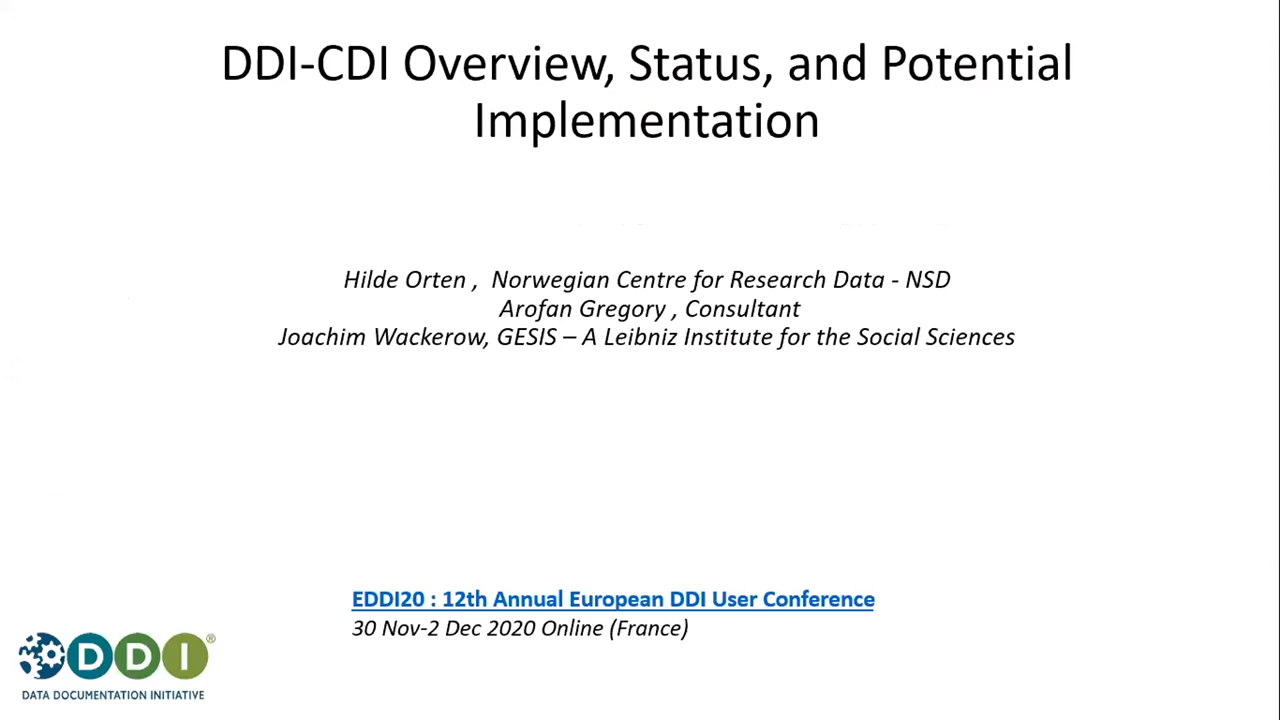 DDI-CDI Overview, Status, and Potential
Implementation
Hilde Orten , Norwegian Centre for Research Data - NSD
Arofan Gregory , Consultant
Joachim Wackerow, GESIS – A Leibniz Institute for the Social Sciences
EDDI20 : 12th Annual European DDI User Conference
30 Nov-2 Dec 2020 Online (France)
DDI®
DATA DOCUMENTATION INITIATIVE